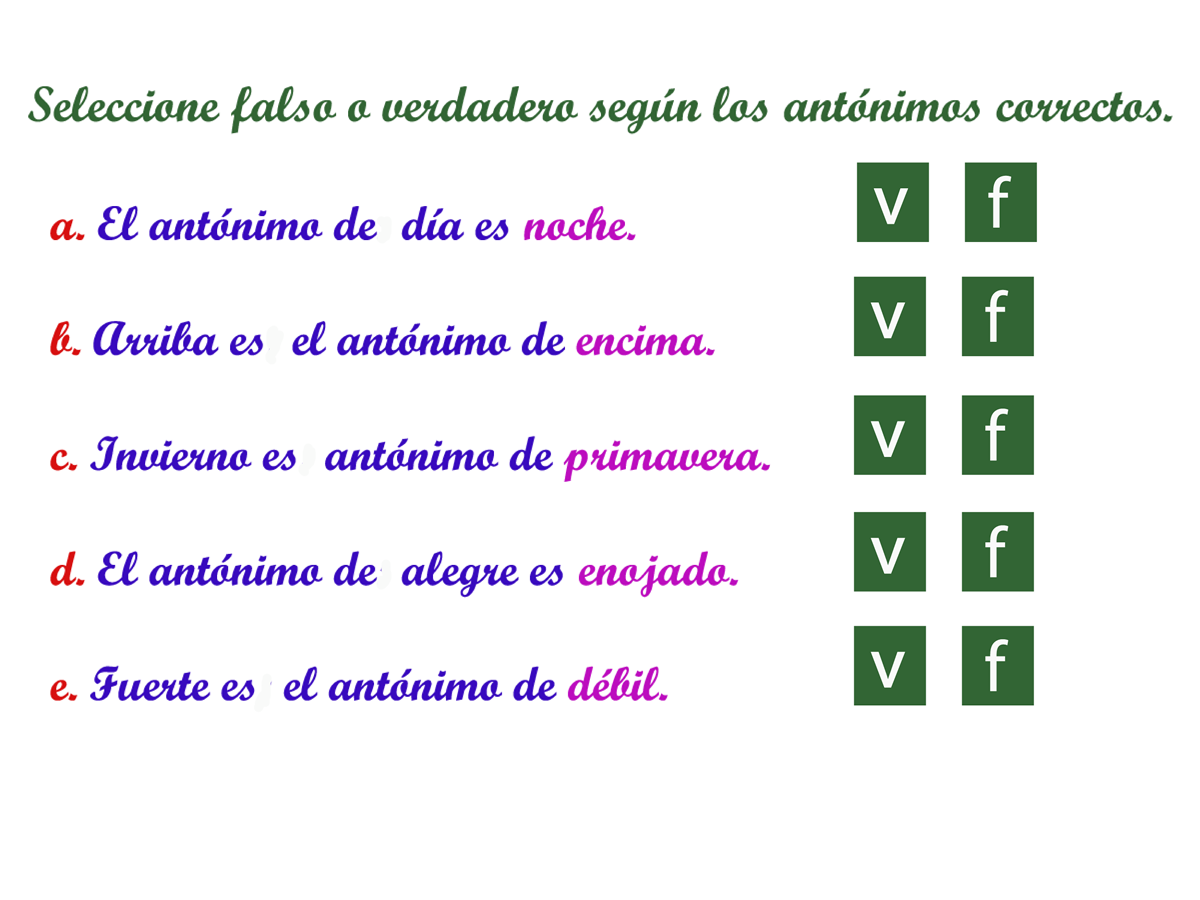 Seleccione falso o verdadero según los antónimos correctos.
a. El antónimo de día es noche. v f
b. Arriba es el antónimo de encima. v f
c. Invierno es antónimo de primavera. v f
d. El antónimo de alegre es enojado. v f
e. Fuerte es el antónimo de débil. v f